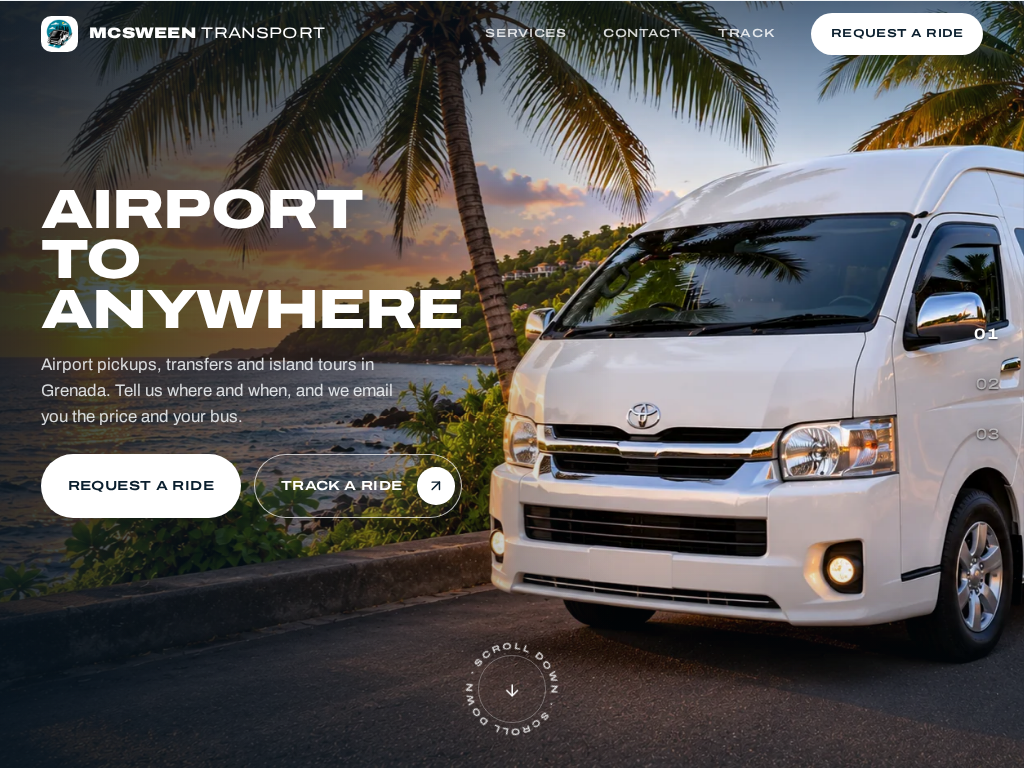 MCSWEEN TRANSPORT
SERVICES
CONTACT
TRACK
REQUEST A RIDE
AIRPORT
TO
ANYWHERE
Airport pickups, transfers and island tours in
Grenada. Tell us where and when, and we email
you the price and your bus.
REQUEST A RIDE
TRACK A RIDE
01
02
03
SCROLL DOWN · SCROLL DOWN ·